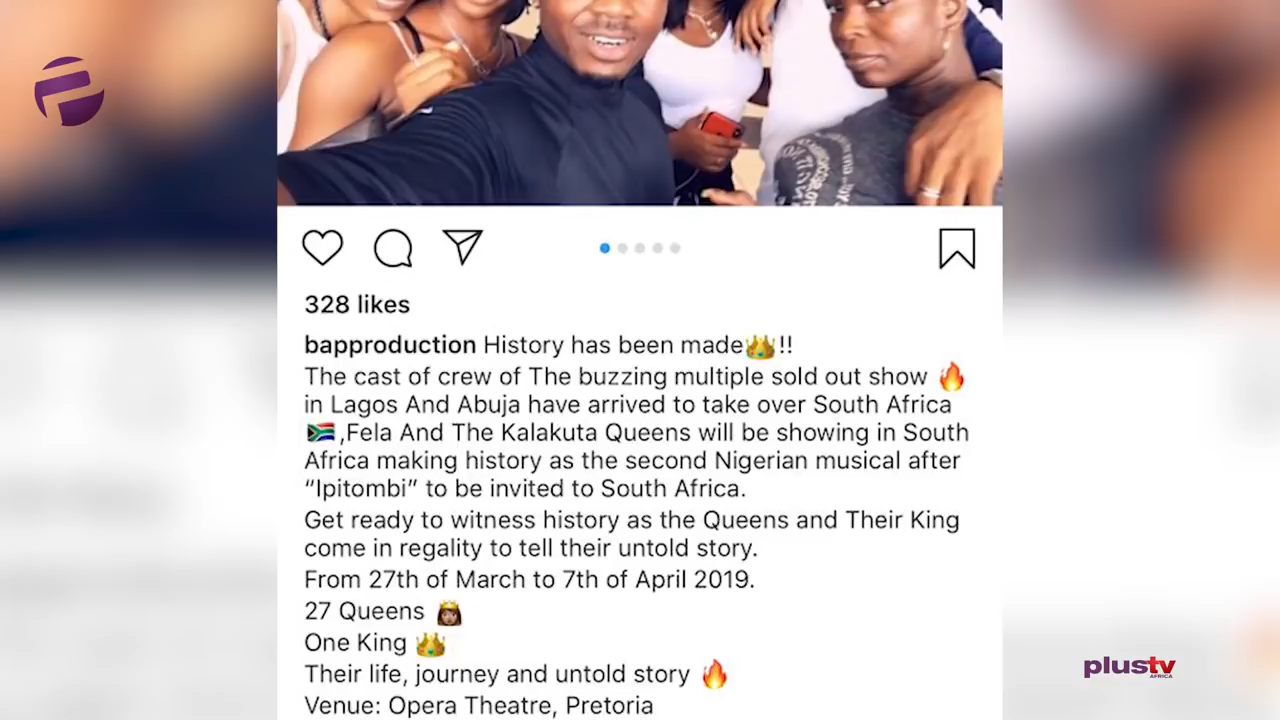 328 likes
bapproduction History has been made👑!!
The cast of crew of The buzzing multiple sold out show 🔥
in Lagos And Abuja have arrived to take over South Africa
🇿🇦,Fela And The Kalakuta Queens will be showing in South
Africa making history as the second Nigerian musical after
“Ipitombi” to be invited to South Africa.
Get ready to witness history as the Queens and Their King
come in regality to tell their untold story.
From 27th of March to 7th of April 2019.
27 Queens 👸🏾
One King 👑
Their life, journey and untold story 🔥
Venue: Opera Theatre, Pretoria
plustv
AFRICA